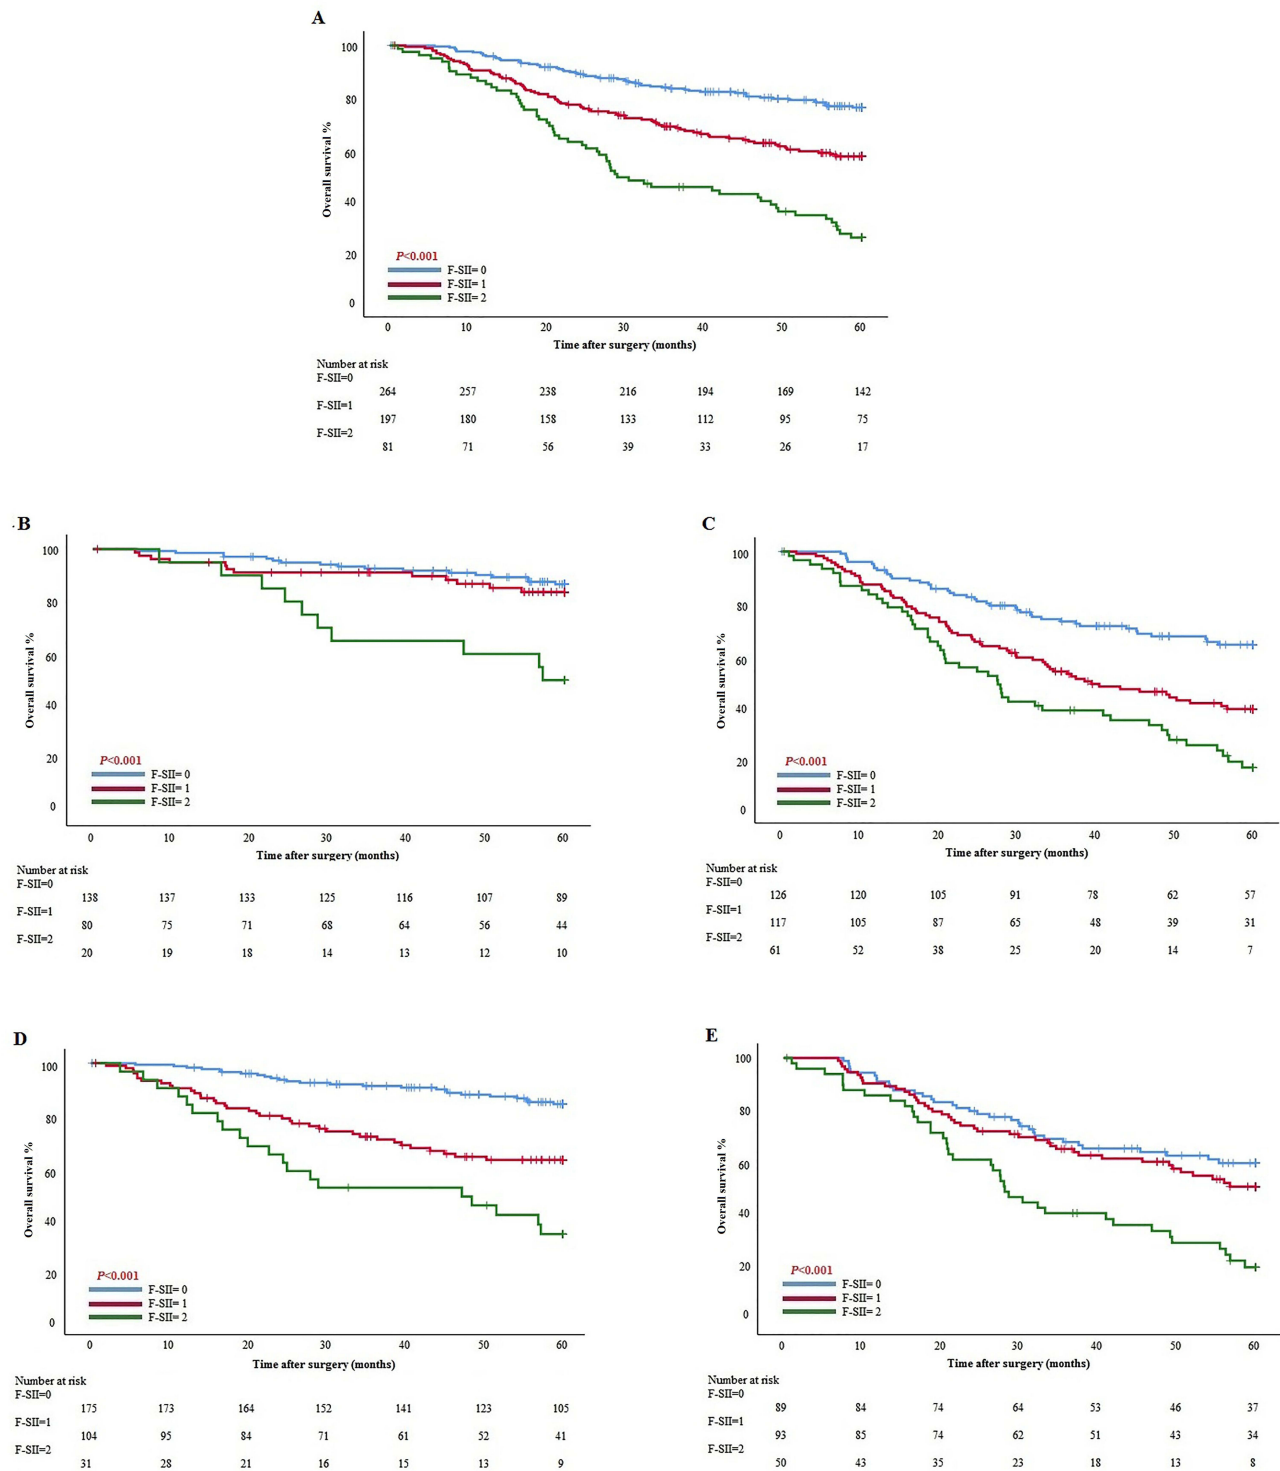 A
100
80
60
40
20
0
Overall survival %
P<0.001
F-SII= 0
F-SII= 1
F-SII= 2
0 10 20 30 40 50 60
Time after surgery (months)
Number at risk
F-SII=0
264 257 238 216 194 169 142
F-SII=1
197 180 158 133 112 95 75
F-SII=2
81 71 56 39 33 26 17
B
100
80
60
40
20
0
Overall survival %
P<0.001
F-SII= 0
F-SII= 1
F-SII= 2
0 10 20 30 40 50 60
Time after surgery (months)
Number at risk
F-SII=0
138 137 133 125 116 107 89
F-SII=1
80 75 71 68 64 56 44
F-SII=2
20 19 18 14 13 12 10
C
100
80
60
40
20
0
Overall survival %
P<0.001
F-SII= 0
F-SII= 1
F-SII= 2
0 10 20 30 40 50 60
Time after surgery (months)
Number at risk
F-SII=0
126 120 105 91 78 62 57
F-SII=1
117 105 87 65 48 39 31
F-SII=2
61 52 38 25 20 14 7
D
100
80
60
40
20
0
Overall survival %
P<0.001
F-SII= 0
F-SII= 1
F-SII= 2
0 10 20 30 40 50 60
Time after surgery (months)
Number at risk
F-SII=0
175 173 164 152 141 123 105
F-SII=1
104 95 84 71 61 52 41
F-SII=2
31 28 21 16 15 13 9
E
100
80
60
40
20
0
Overall survival %
P<0.001
F-SII= 0
F-SII= 1
F-SII= 2
0 10 20 30 40 50 60
Time after surgery (months)
Number at risk
F-SII=0
89 84 74 64 53 46 37
F-SII=1
93 85 74 62 51 43 34
F-SII=2
50 43 35 23 18 13 8